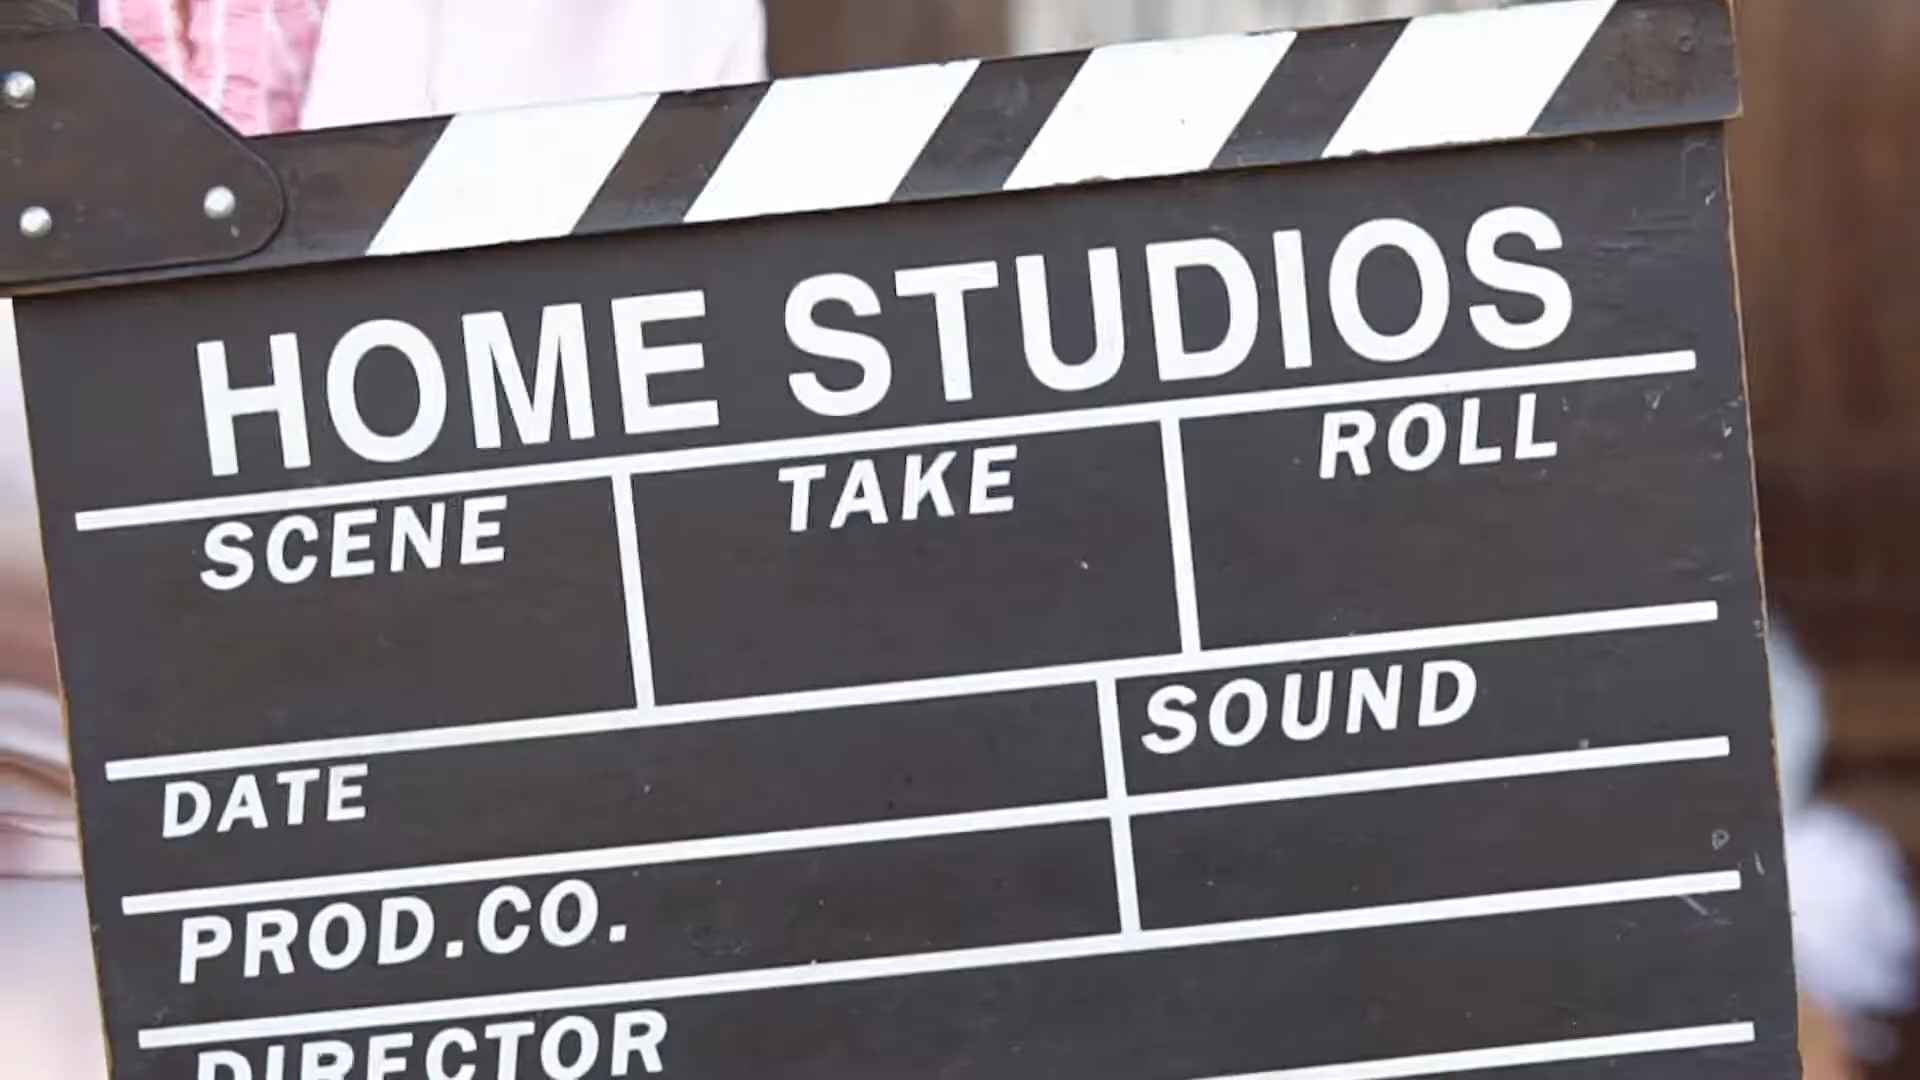 HOME STUDIOS
SCENE TAKE ROLL
DATE SOUND
PROD.CO.
DIRECTOR